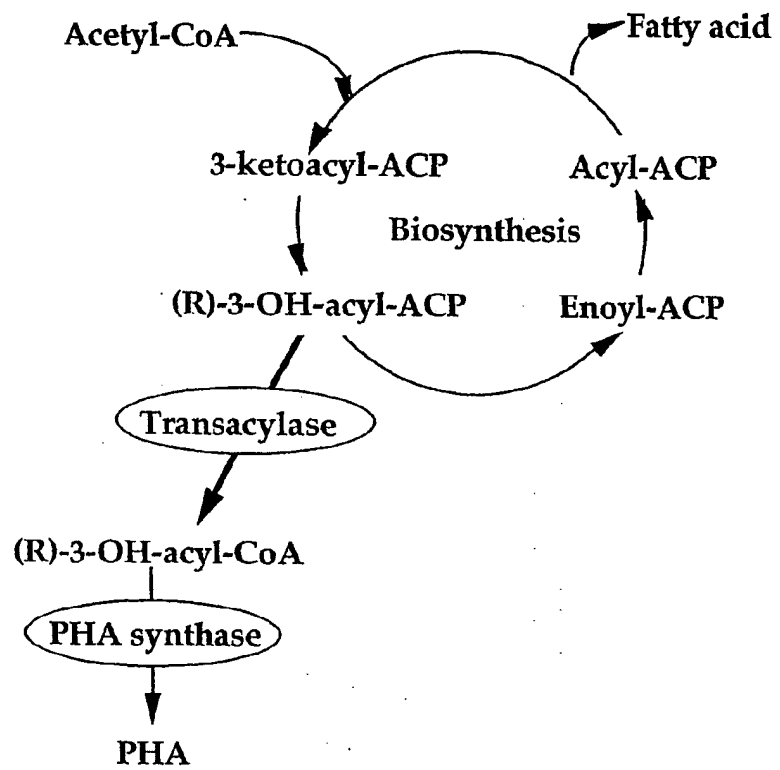 Acetyl-CoA
Fatty acid
3-ketoacyl-ACP
Acyl-ACP
Biosynthesis
(R)-3-OH-acyl-ACP
Enoyl-ACP
Transacylase
(R)-3-OH-acyl-CoA
PHA synthase
PHA